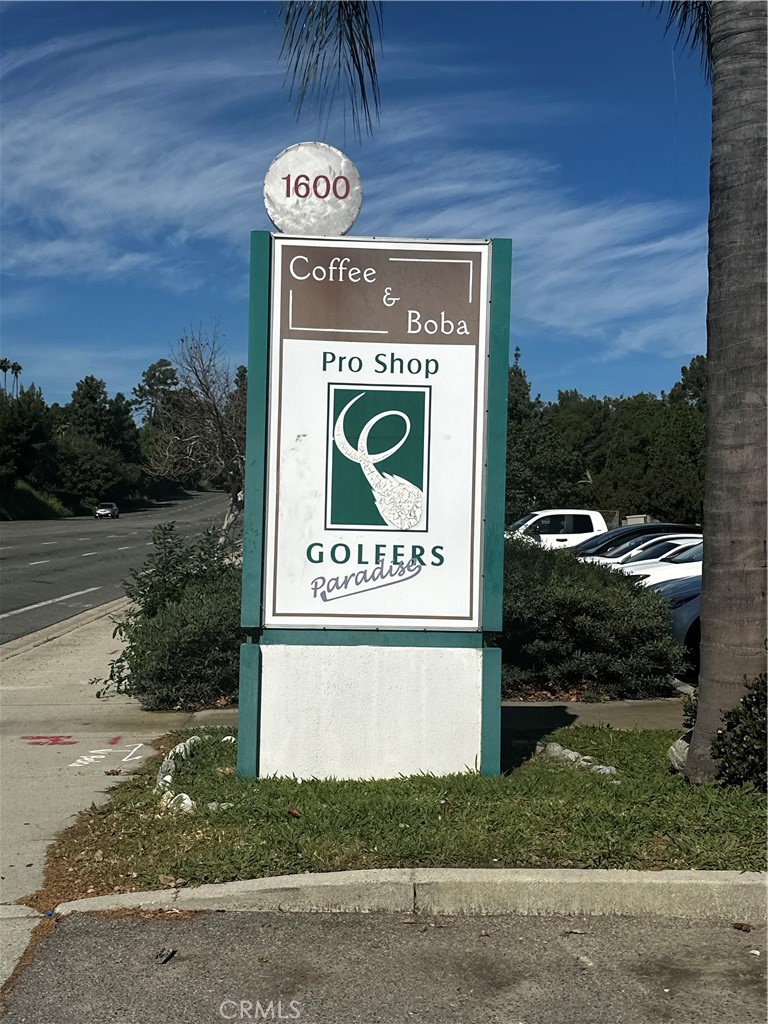 1600
Coffee
&
Boba
Pro Shop
GOLFERS
Paradise
CRMLS